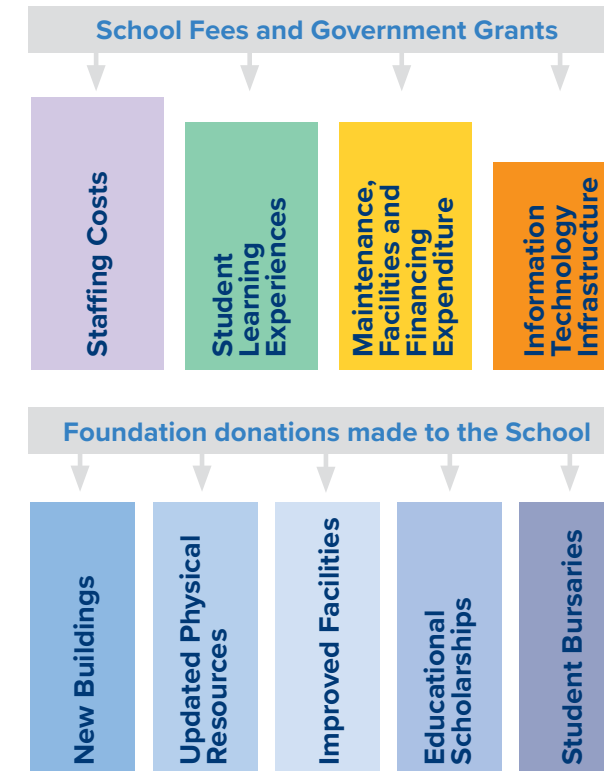 School Fees and Government Grants
Staffing Costs
Student
Learning
Experiences
Maintenance,
Facilities and
Financing
Expenditure
Information
Technology
Infrastructure
Foundation donations made to the School
New Buildings
Updated Physical
Resources
Improved Facilities
Educational
Scholarships
Student Bursaries